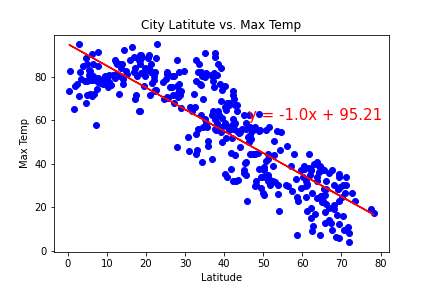 City Latitute vs. Max Temp
y = -1.0x + 95.21
Max Temp
80
60
40
20
0
0 10 20 30 40 50 60 70 80
Latitude